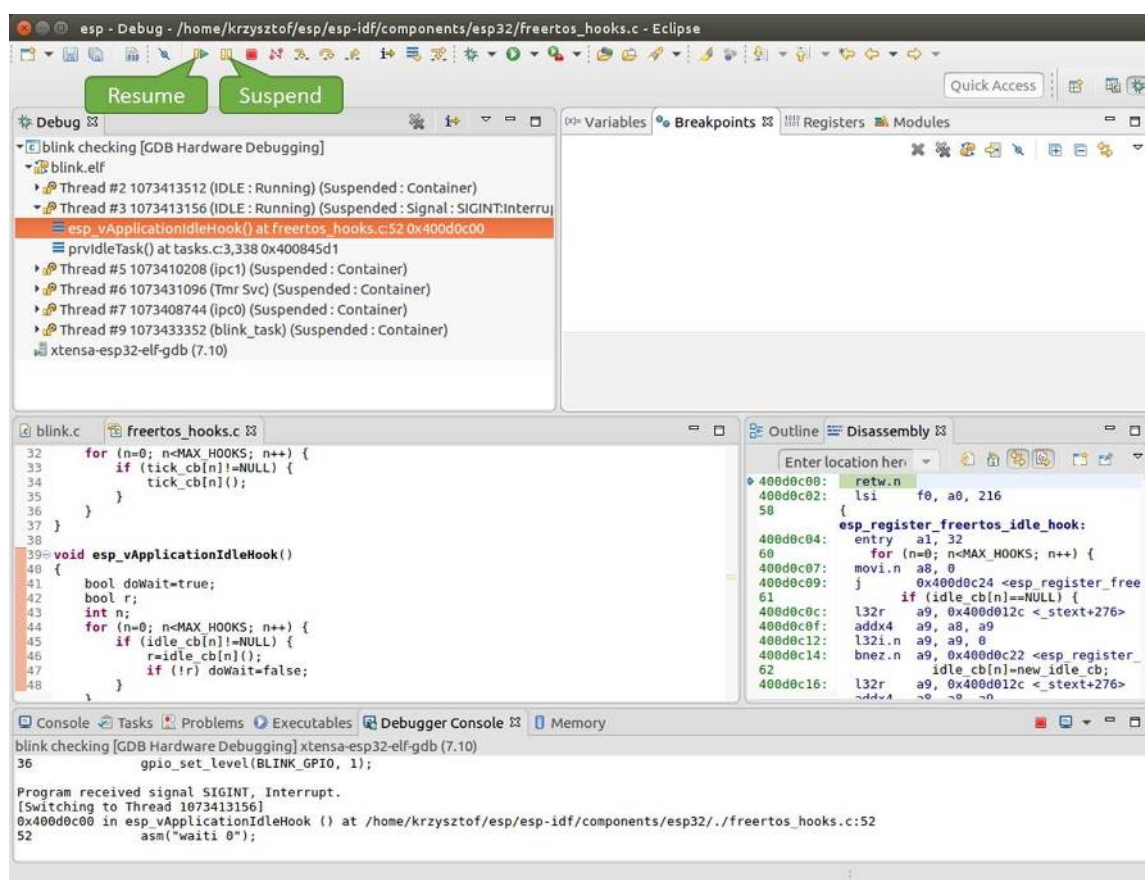 esp - Debug - /home/krzysztof/esp/esp-idf/components/esp32/freertos_hooks.c - Eclipse
Resume
Suspend
Quick Access
Debug
blink checking [GDB Hardware Debugging]
blink.elf
Thread #2 1073413512 (IDLE : Running) (Suspended : Container)
Thread #3 1073413156 (IDLE : Running) (Suspended : Signal : SIGINT:Interru
esp_vApplicationIdleHook() at freertos_hooks.c:52 0x400d0c00
prvIdleTask() at tasks.c:3,338 0x400845d1
Thread #5 1073410208 (ipc1) (Suspended : Container)
Thread #6 1073431096 (Tmr Svc) (Suspended : Container)
Thread #7 1073408744 (ipc0) (Suspended : Container)
Thread #9 1073433352 (blink_task) (Suspended : Container)
xtensa-esp32-elf-gdb (7.10)
(x)= Variables Breakpoints Registers Modules
blink.c freertos_hooks.c
32 for (n=0; n<MAX_HOOKS; n++) {
33 if (tick_cb[n]!=NULL) {
34 tick_cb[n]();
35 }
36 }
37 }
38
39 void esp_vApplicationIdleHook()
40 {
41 bool doWait=true;
42 bool r;
43 int n;
44 for (n=0; n<MAX_HOOKS; n++) {
45 if (idle_cb[n]!=NULL) {
46 r=idle_cb[n]();
47 if (!r) doWait=false;
48 }
}
Outline Disassembly
Enter location her
400d0c00: retw.n
400d0c02: lsi f0, a0, 216
58 {
esp_register_freertos_idle_hook:
400d0c04: entry a1, 32
60 for (n=0; n<MAX_HOOKS; n++) {
400d0c07: movi.n a8, 0
400d0c09: j 0x400d0c24 <esp_register_free
61 if (idle_cb[n]==NULL) {
400d0c0c: l32r a9, 0x400d012c <_stext+276>
400d0c0f: addx4 a9, a8, a9
400d0c12: l32i.n a9, a9, 0
400d0c14: bnez.n a9, 0x400d0c22 <esp_register_
62 idle_cb[n]=new_idle_cb;
400d0c16: l32r a9, 0x400d012c <_stext+276>
addx4 a8, a8, a9
Console Tasks Problems Executables Debugger Console Memory
blink checking [GDB Hardware Debugging] xtensa-esp32-elf-gdb (7.10)
36 gpio_set_level(BLINK_GPIO, 1);
Program received signal SIGINT, Interrupt.
[Switching to Thread 1073413156]
0x400d0c00 in esp_vApplicationIdleHook () at /home/krzysztof/esp/esp-idf/components/esp32/./freertos_hooks.c:52
52 asm("waiti 0");